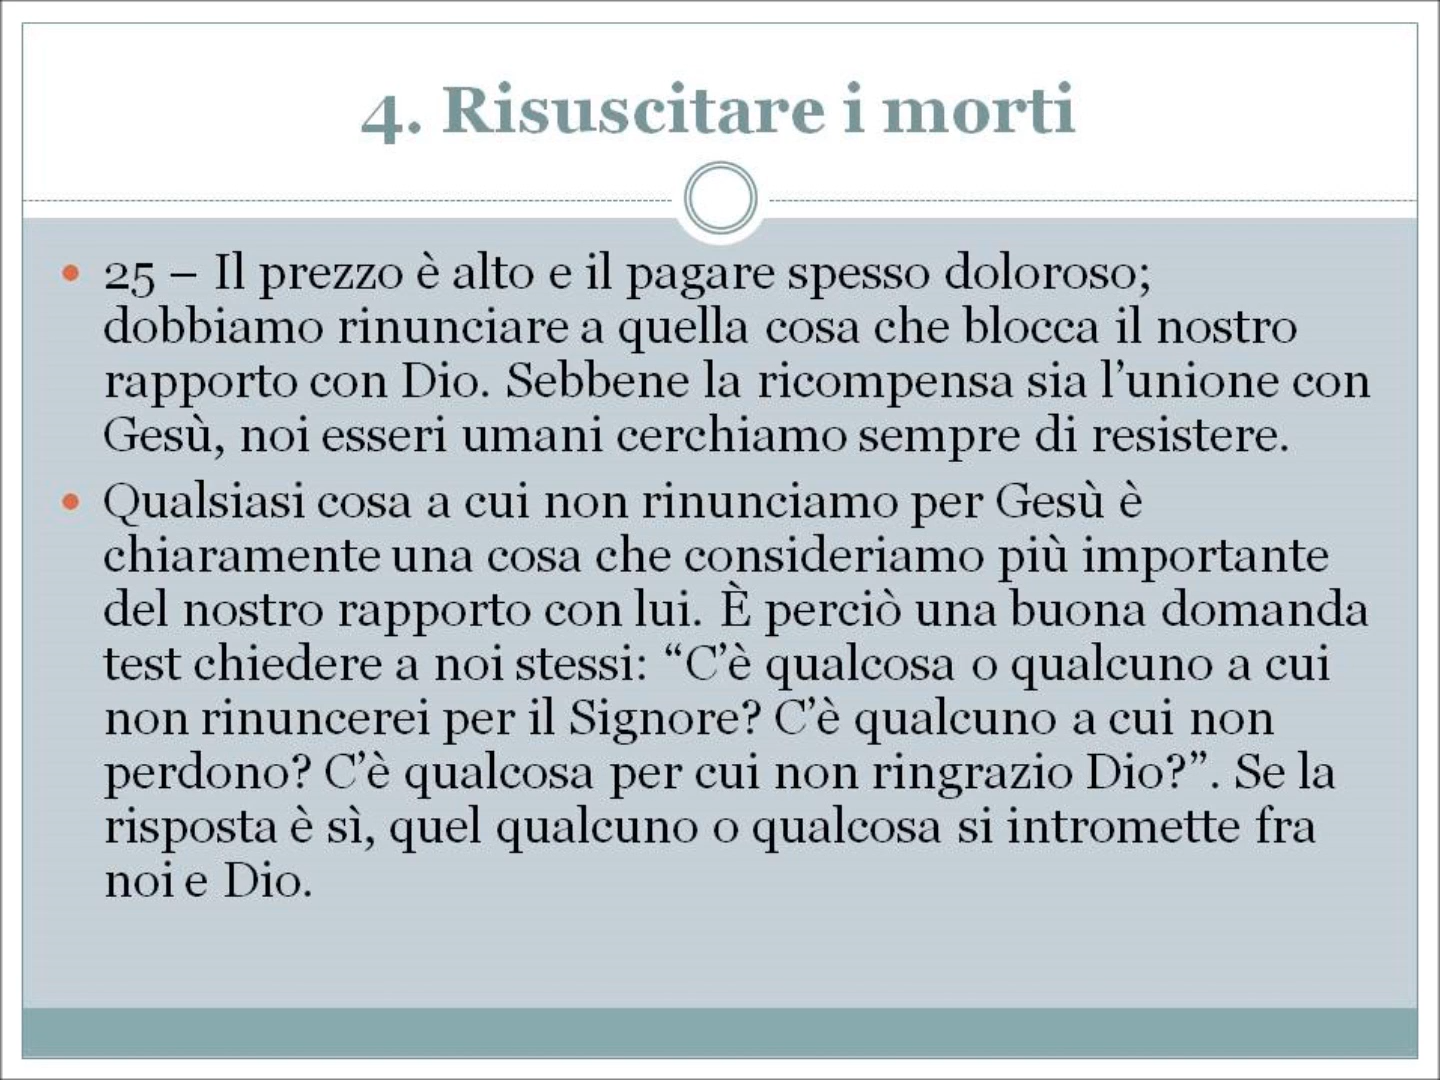 4. Risuscitare i morti
• 25 – Il prezzo è alto e il pagare spesso doloroso;
dobbiamo rinunciare a quella cosa che blocca il nostro
rapporto con Dio. Sebbene la ricompensa sia l’unione con
Gesù, noi esseri umani cerchiamo sempre di resistere.
• Qualsiasi cosa a cui non rinunciamo per Gesù è
chiaramente una cosa che consideriamo più importante
del nostro rapporto con lui. È perciò una buona domanda
test chiedere a noi stessi: “C’è qualcosa o qualcuno a cui
non rinuncerei per il Signore? C’è qualcuno a cui non
perdono? C’è qualcosa per cui non ringrazio Dio?”. Se la
risposta è sì, quel qualcuno o qualcosa si intromette fra
noi e Dio.